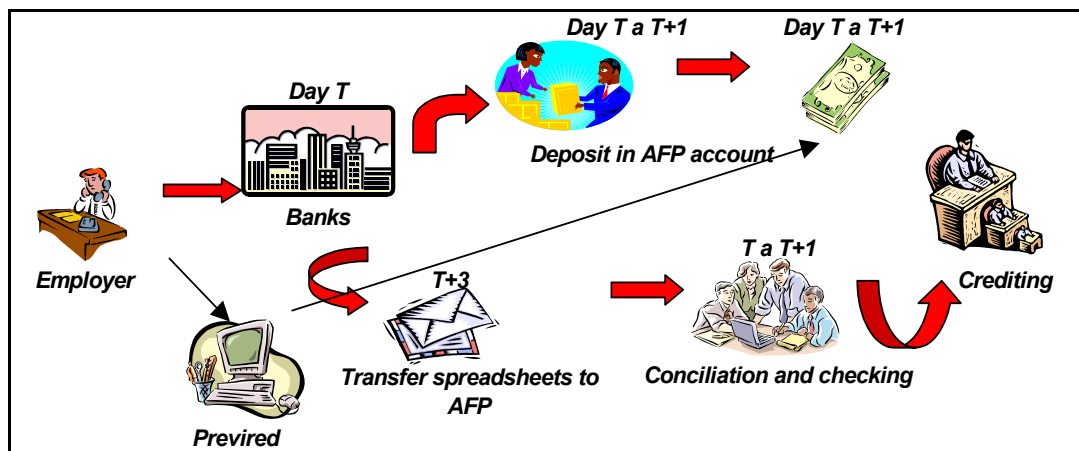 Day T a T+1
Day T a T+1
Day T
Deposit in AFP account
Banks
Employer
T+3
T a T+1
Crediting
Transfer spreadsheets to
AFP
Conciliation and checking
Previred